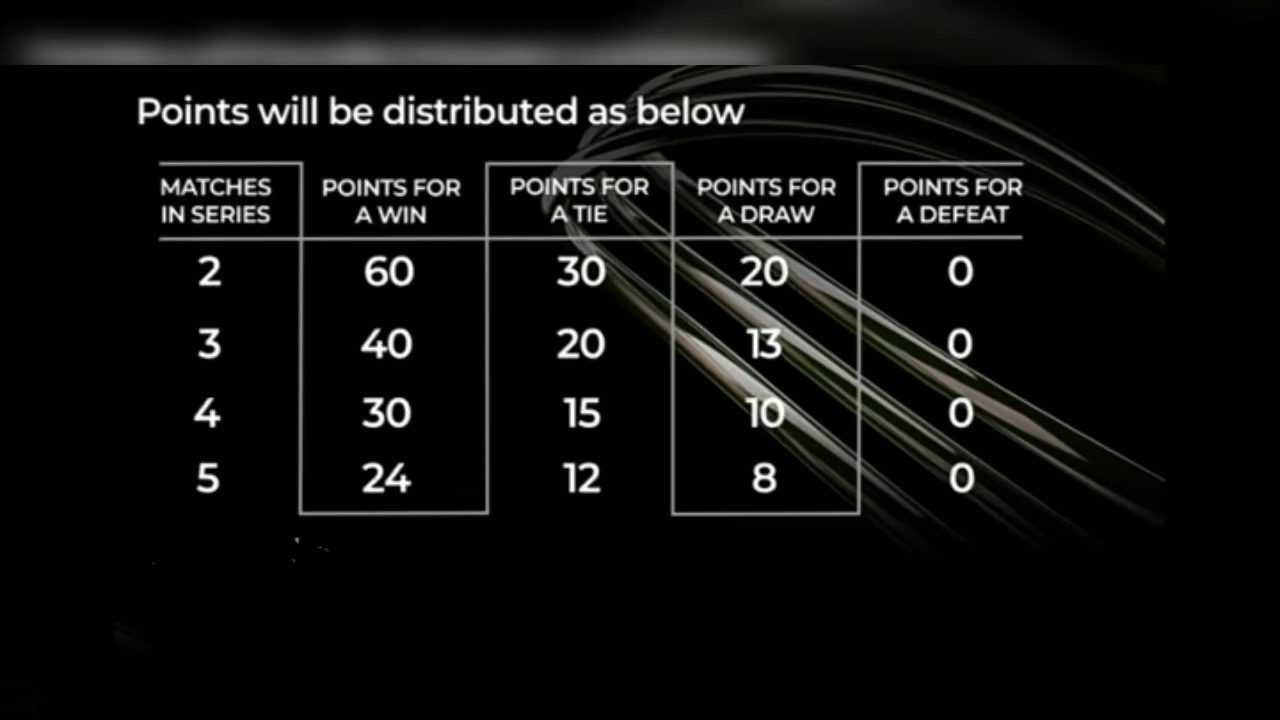 Points will be distributed as below
MATCHES IN SERIES POINTS FOR A WIN POINTS FOR A TIE POINTS FOR A DRAW POINTS FOR A DEFEAT
2 60 30 20 0
3 40 20 13 0
4 30 15 10 0
5 24 12 8 0